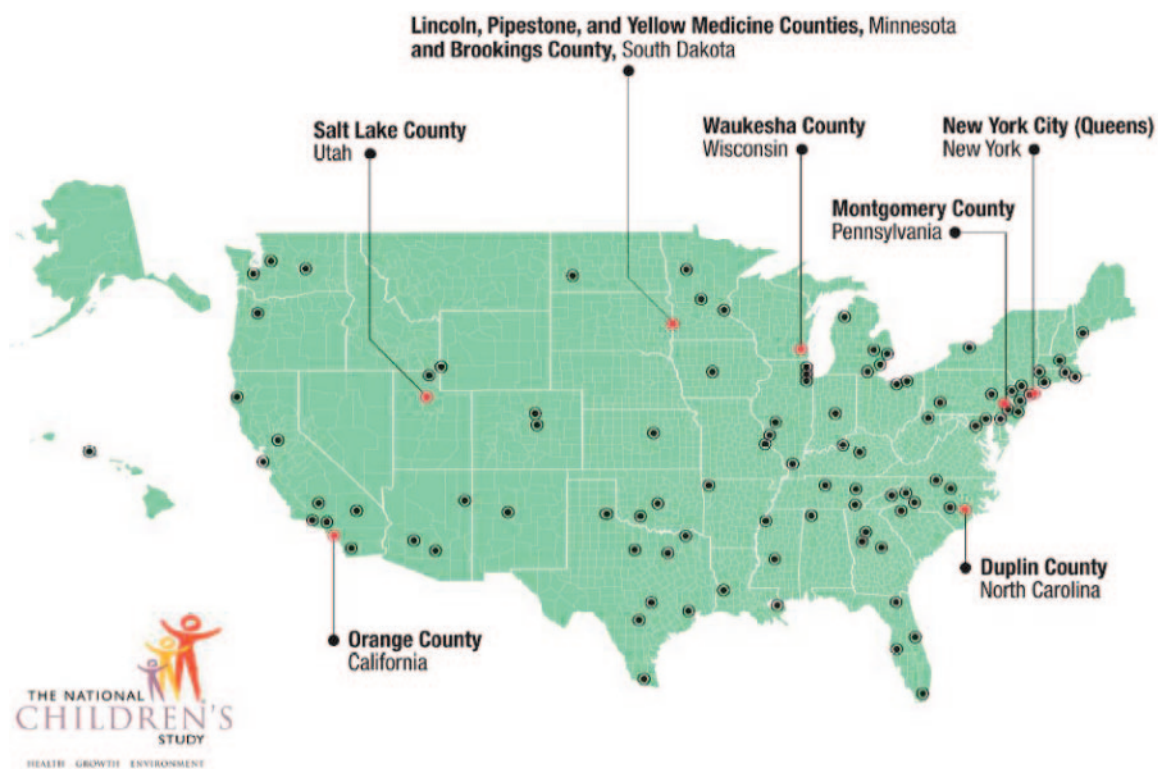 Lincoln, Pipestone, and Yellow Medicine Counties, Minnesota
and Brookings County, South Dakota
Salt Lake County
Utah
Waukesha County
Wisconsin
New York City (Queens)
New York
Montgomery County
Pennsylvania
Duplin County
North Carolina
Orange County
California
THE NATIONAL
CHILDREN'S
STUDY
HEALTH GROWTH ENVIRONMENT